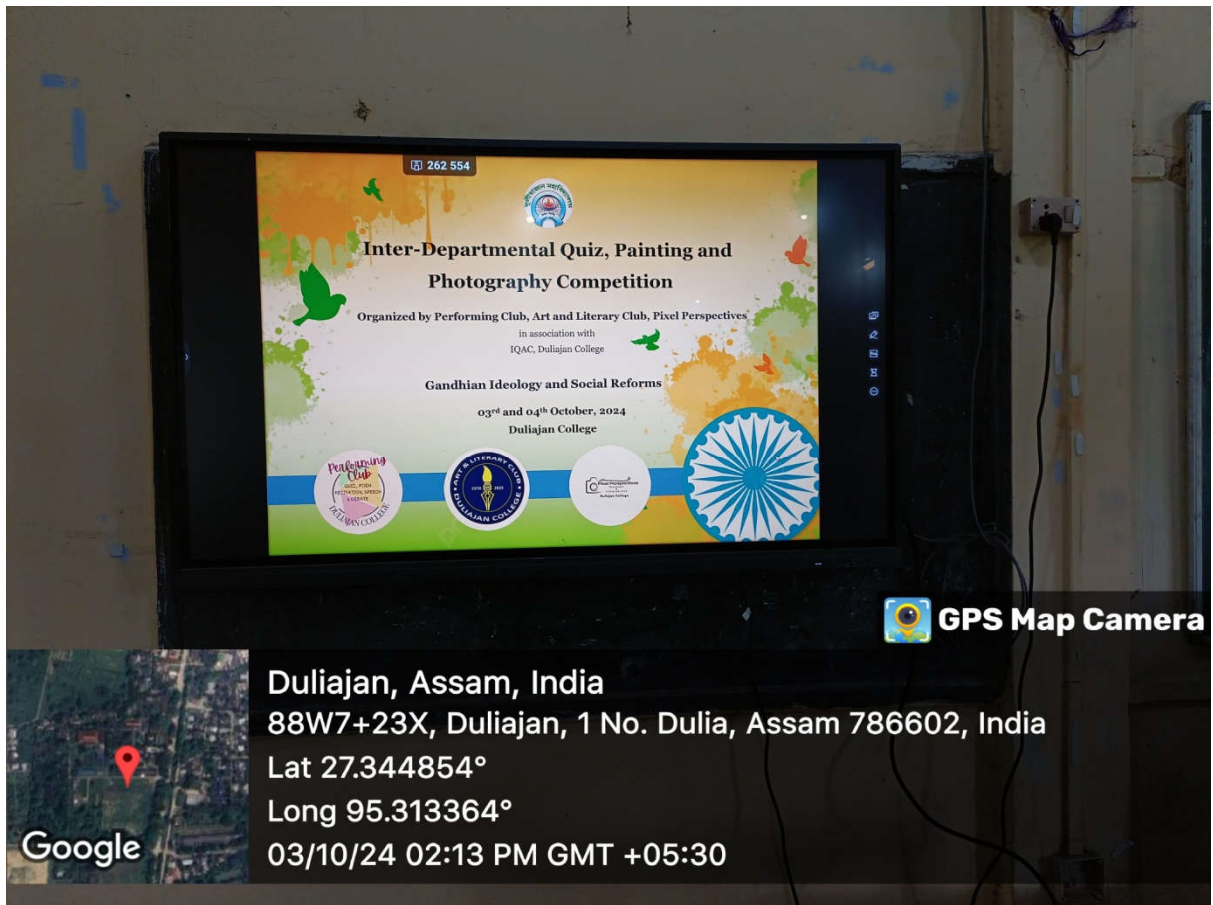 262 554
Inter-Departmental Quiz, Painting and
Photography Competition
Organized by Performing Club, Art and Literary Club, Pixel Perspectives
in association with
IQAC, Duliajan College
Gandhian Ideology and Social Reforms
03rd and 04th October, 2024
Duliajan College
Performing
Club
QUIZ, POEM
RECITATION, SPEECH
& DEBATE
DULIAJAN COLLEGE
ART & LITERARY CLUB
DULIAJAN COLLEGE
Pixel Perspectives
Duliajan College
GPS Map Camera
Duliajan, Assam, India
88W7+23X, Duliajan, 1 No. Dulia, Assam 786602, India
Lat 27.344854°
Long 95.313364°
03/10/24 02:13 PM GMT +05:30
Google